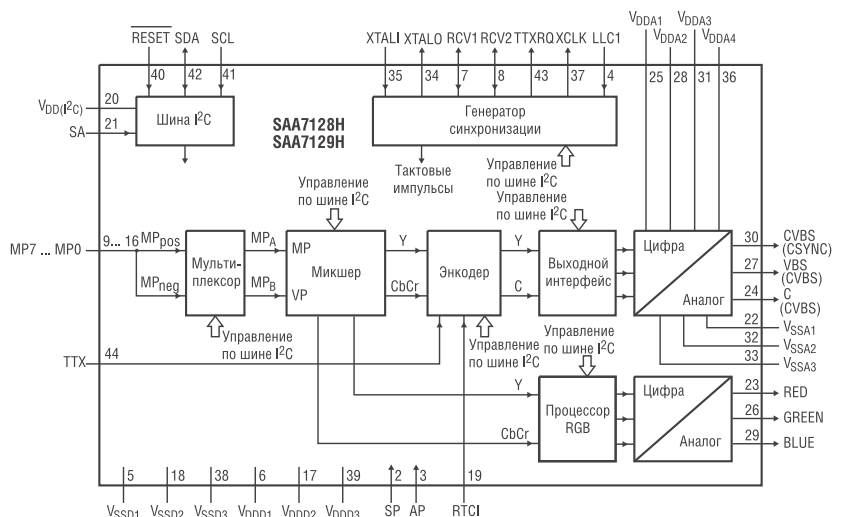 RESET SDA SCL
XTALI XTALO RCV1 RCV2 TTXRQ XCLK LLC1
VDDA1 VDDA3
VDDA2 VDDA4
40 42 41
35 34 7 8 43 37 4
25 28 31 36
VDD(I²C) 20
SA 21
Шина I²C
SAA7128H
SAA7129H
Генератор
синхронизации
Тактовые
импульсы
Управление
по шине I²C
Управление
по шине I²C
Управление
по шине I²C
MP7 ... MP0
9... 16
MPpos
MPneg
Мульти-
плексор
MPA
MPB
MP
Микшер
VP
Y
CbCr
Энкодер
Y
C
Выходной
интерфейс
Цифра
Аналог
30 CVBS
(CSYNC)
27 VBS
(CVBS)
24 C
(CVBS)
22 VSSA1
32 VSSA2
33 VSSA3
Управление
по шине I²C
Управление
по шине I²C
Управление
по шине I²C
TTX 44
Y
CbCr
Процессор
RGB
Цифра
Аналог
23 RED
26 GREEN
29 BLUE
5 18 38 6 17 39 2 3 19
VSSD1 VSSD2 VSSD3 VDDD1 VDDD2 VDDD3 SP AP RTCI